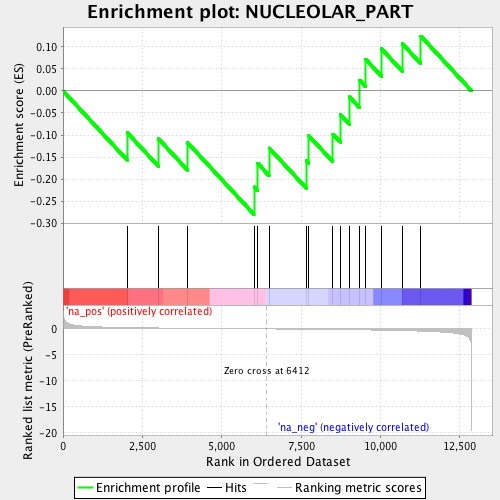 Enrichment plot: NUCLEOLAR_PART
Enrichment score (ES)
0.10
0.05
0.00
-0.05
-0.10
-0.15
-0.20
-0.25
-0.30
'na_pos' (positively correlated)
Ranked list metric (PreRanked)
0
-5
-10
-15
-20
Zero cross at 6412
'na_neg' (negatively correlated)
0 2,500 5,000 7,500 10,000 12,500
Rank in Ordered Dataset
Enrichment profile Hits Ranking metric scores